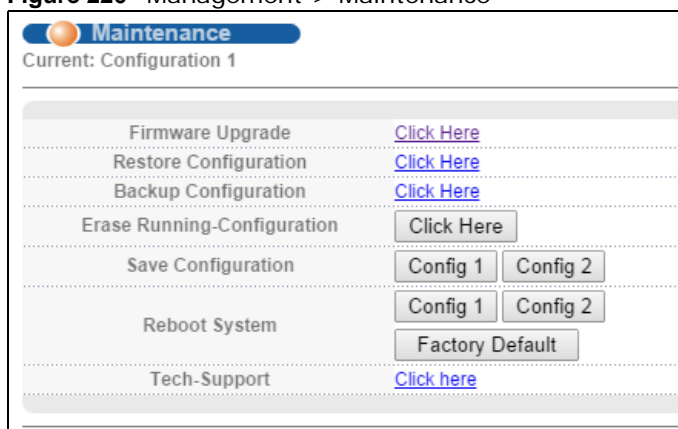 Maintenance
Current: Configuration 1
Firmware Upgrade Click Here
Restore Configuration Click Here
Backup Configuration Click Here
Erase Running-Configuration Click Here
Save Configuration Config 1 Config 2
Reboot System Config 1 Config 2
Factory Default
Tech-Support Click here